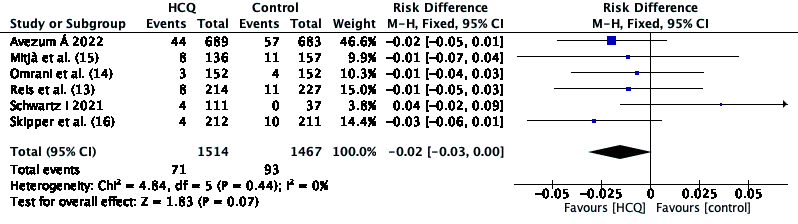 HCQ Control Risk Difference Risk Difference
Study or Subgroup Events Total Events Total Weight M-H, Fixed, 95% CI M-H, Fixed, 95% CI
Avezum Á 2022 44 689 57 683 46.6% -0.02 [-0.05, 0.01]
Mitjà et al. (15) 8 136 11 157 9.9% -0.01 [-0.07, 0.04]
Omrani et al. (14) 3 152 4 152 10.3% -0.01 [-0.04, 0.03]
Reis et al. (13) 8 214 11 227 15.0% -0.01 [-0.05, 0.03]
Schwartz I 2021 4 111 0 37 3.8% 0.04 [-0.02, 0.09]
Skipper et al. (16) 4 212 10 211 14.4% -0.03 [-0.06, 0.01]
Total (95% CI) 1514 1467 100.0% -0.02 [-0.03, 0.00]
Total events 71 93
Heterogeneity: Chi² = 4.84, df = 5 (P = 0.44); I² = 0%
Test for overall effect: Z = 1.83 (P = 0.07)
-0.05 -0.025 0 0.025 0.05
Favours [HCQ] Favours [control]